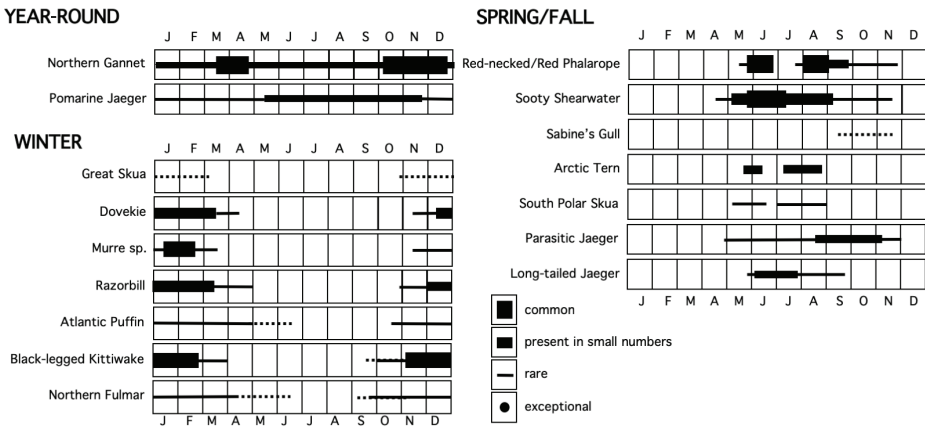 YEAR-ROUND
J F M A M J J A S O N D
Northern Gannet
Pomarine Jaeger
WINTER
J F M A M J J A S O N D
Great Skua
Dovekie
Murre sp.
Razorbill
Atlantic Puffin
Black-legged Kittiwake
Northern Fulmar
J F M A M J J A S O N D
SPRING/FALL
J F M A M J J A S O N D
Red-necked/Red Phalarope
Sooty Shearwater
Sabine's Gull
Arctic Tern
South Polar Skua
Parasitic Jaeger
Long-tailed Jaeger
J F M A M J J A S O N D
common
present in small numbers
rare
exceptional